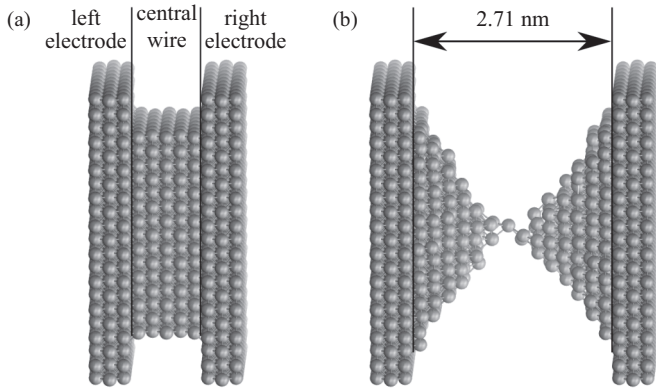 (a)
left
electrode
central
wire
right
electrode
(b)
2.71 nm